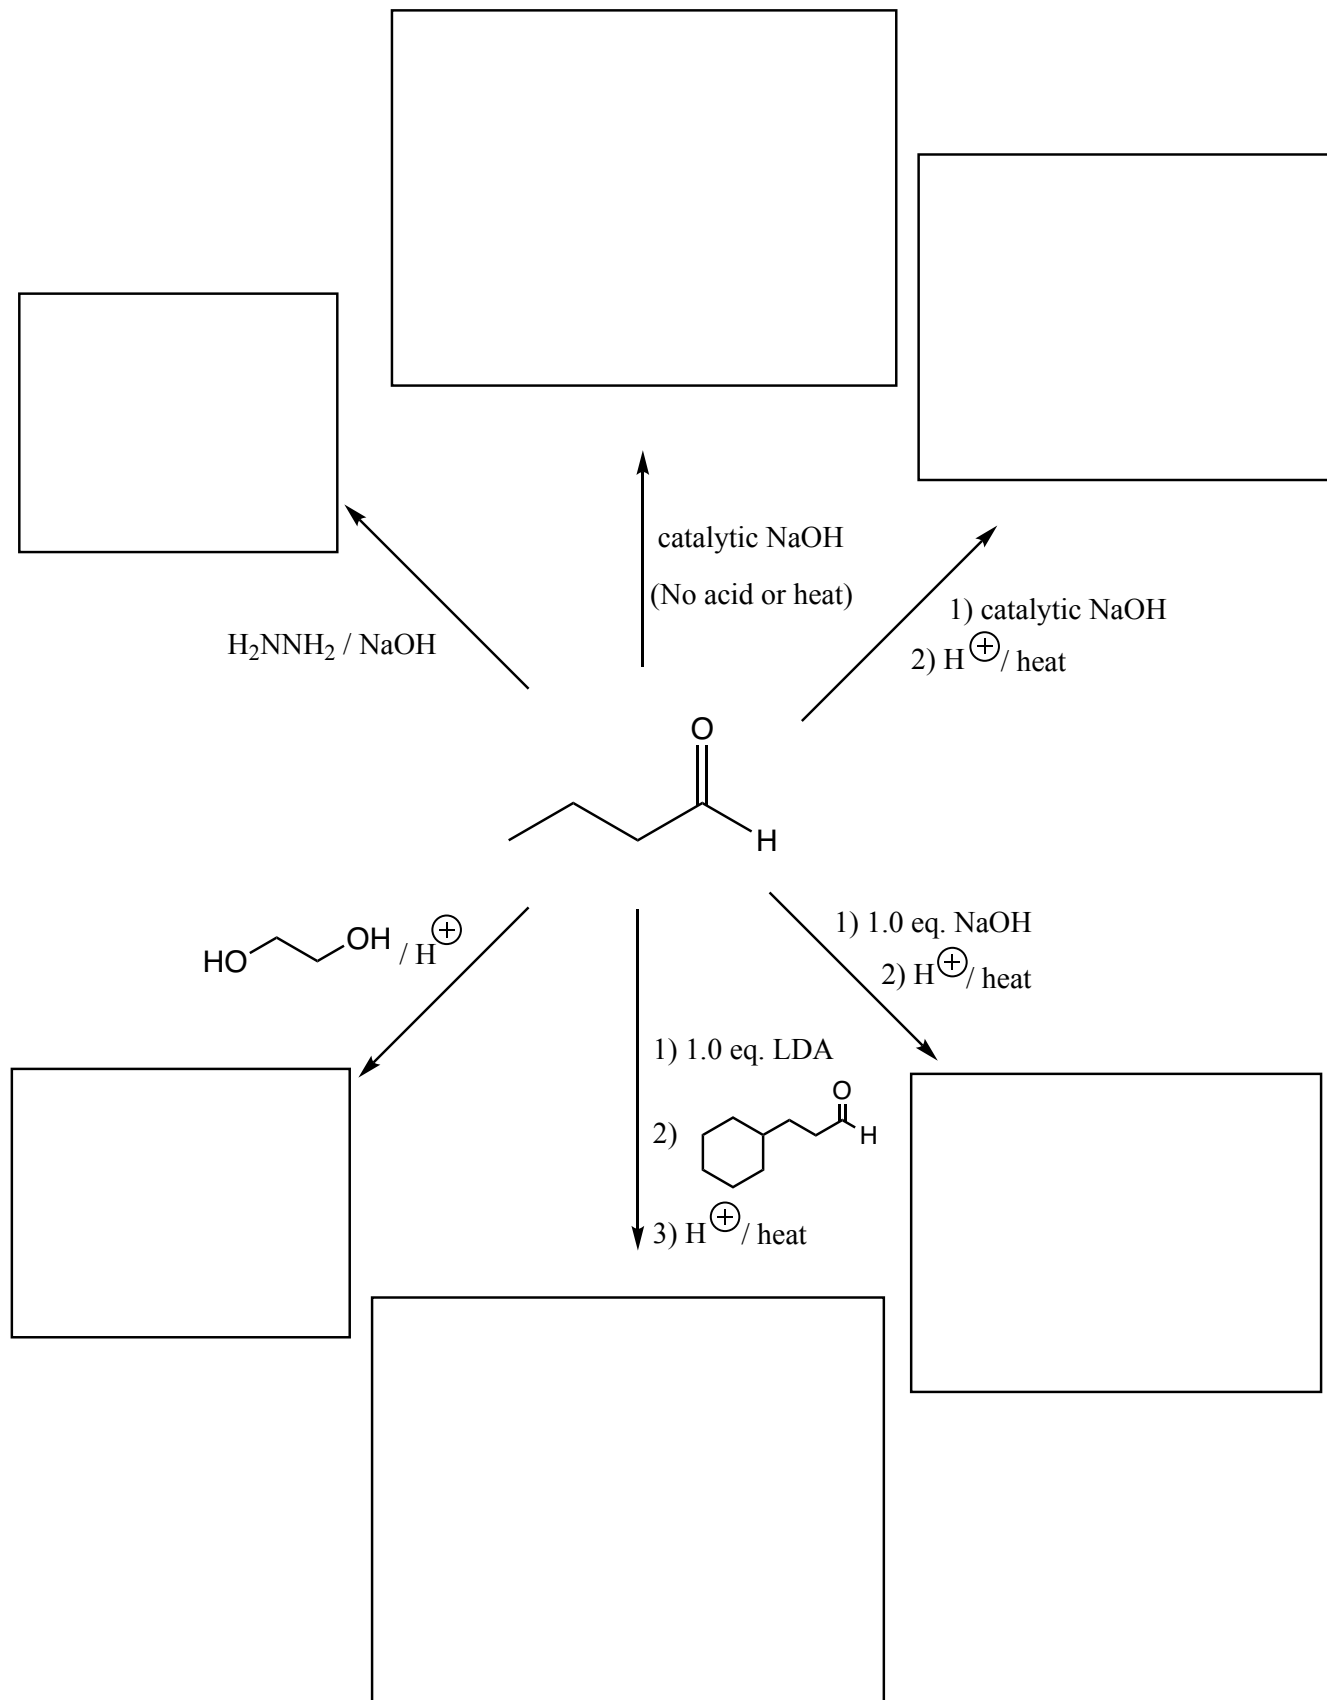 catalytic NaOH
(No acid or heat)
1) catalytic NaOH
2) H⊕/ heat
H₂NNH₂ / NaOH
O
H
HO OH / H⊕
1) 1.0 eq. NaOH
2) H⊕/ heat
1) 1.0 eq. LDA
2) O H
3) H⊕/ heat